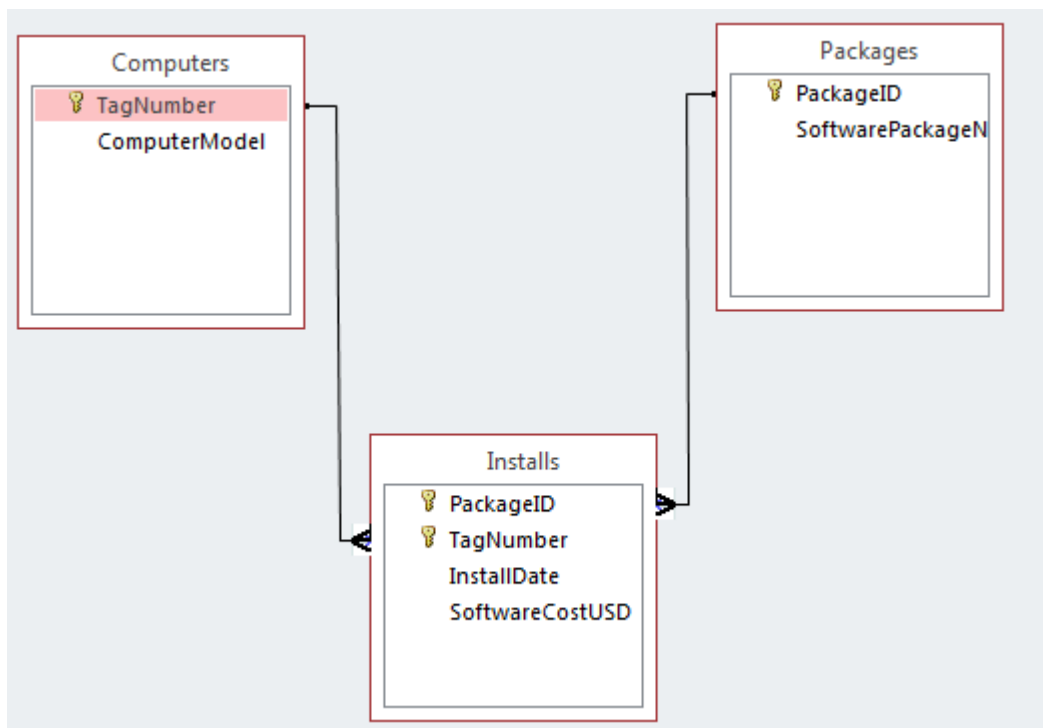 Computers
TagNumber
ComputerModel
Packages
PackageID
SoftwarePackageN
Installs
PackageID
TagNumber
InstallDate
SoftwareCostUSD